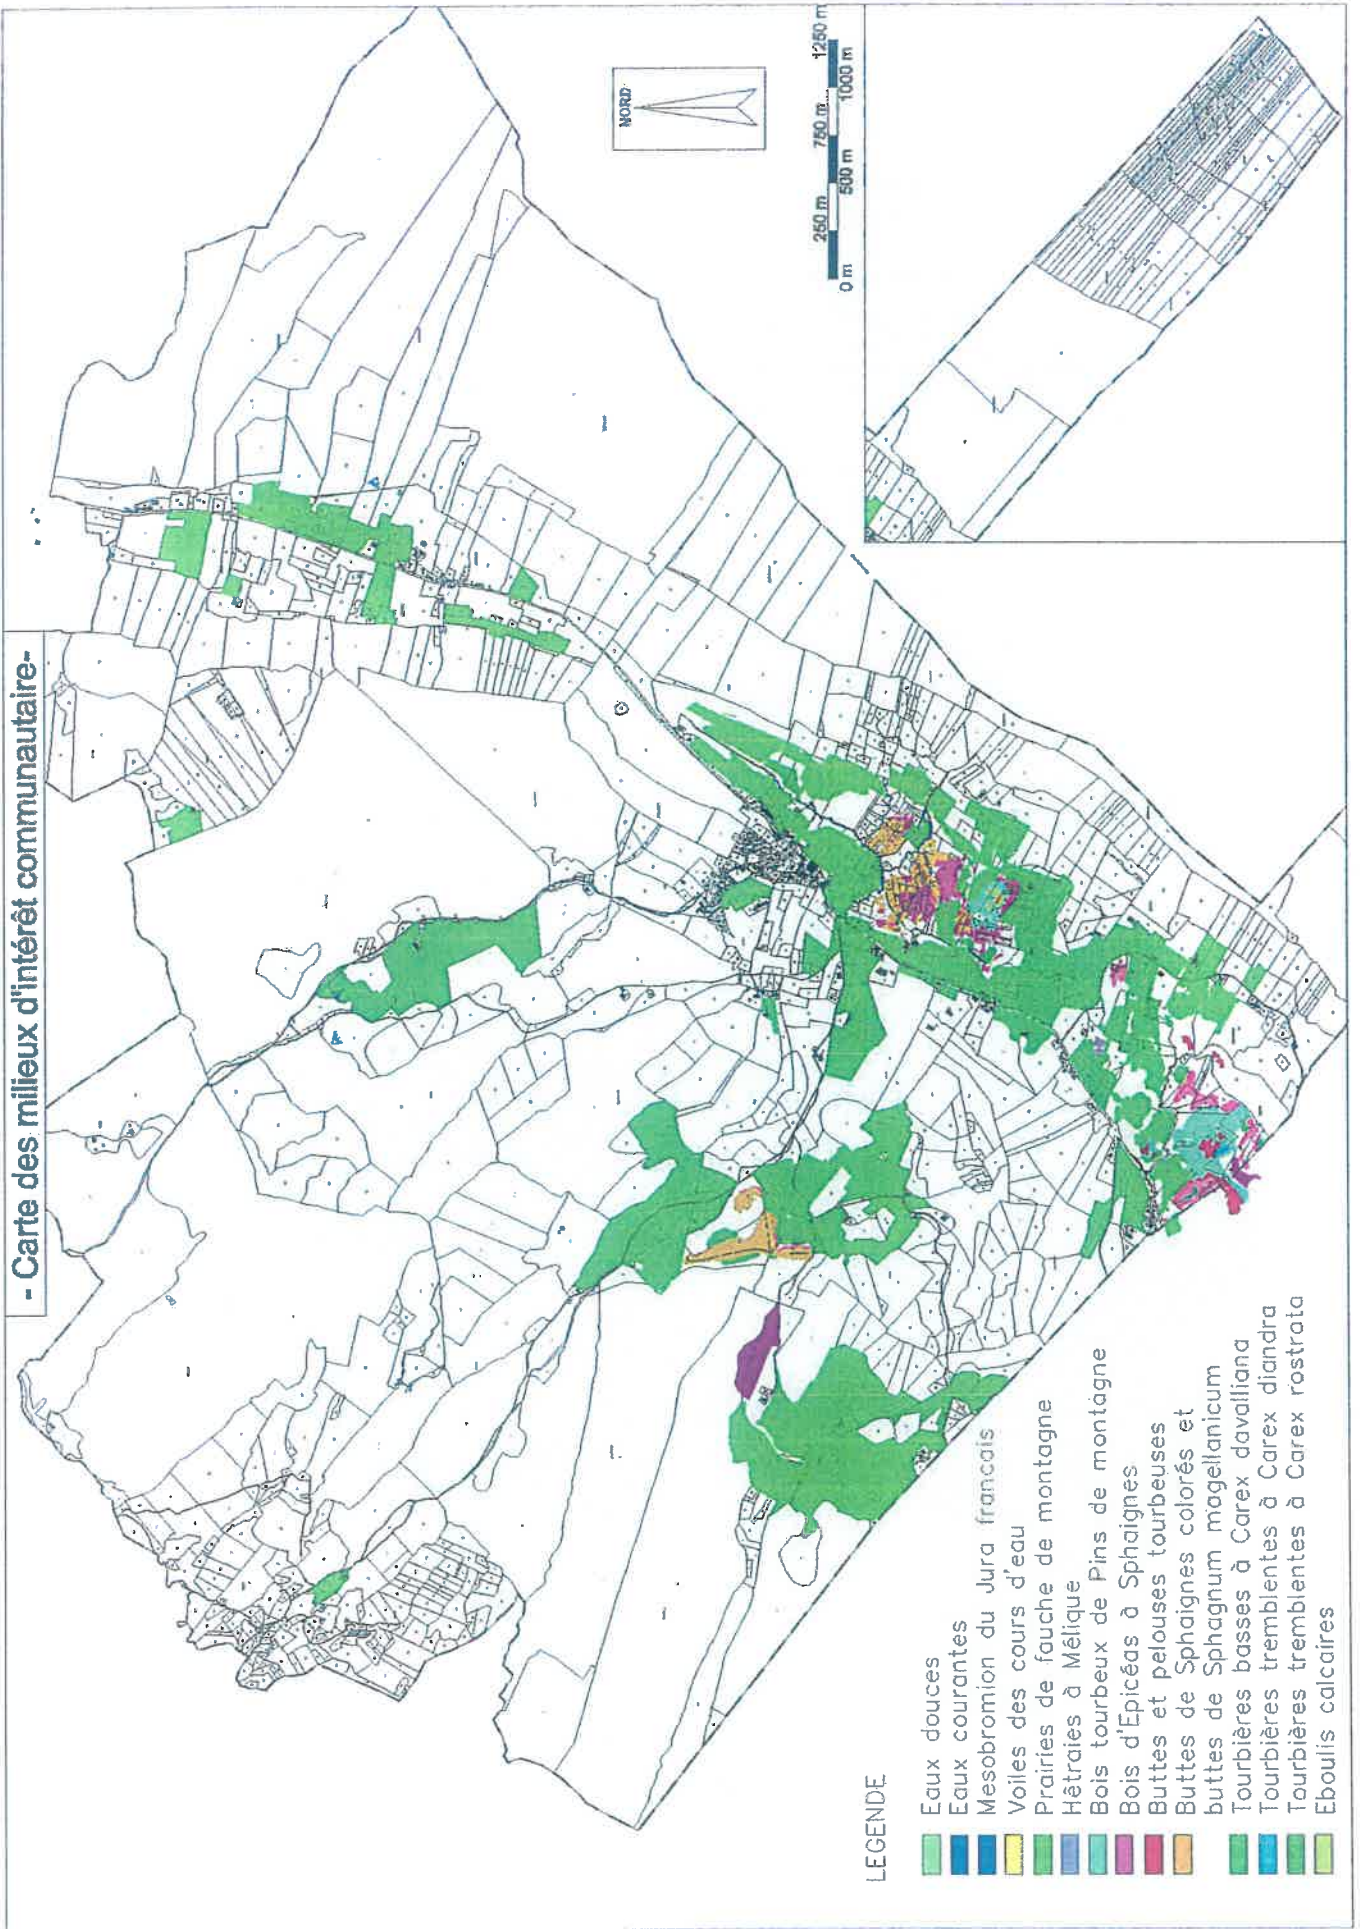 - Carte des milieux d'intérêt communautaire-
NORD
250 m 750 m 1250 m
0 m 500 m 1000 m
LEGENDE
Eaux douces
Eaux courantes
Mesobromion du Jura francais
Voiles des cours d'eau
Prairies de fauche de montagne
Hêtraies à Mélique
Bois tourbeux de Pins de montagne
Bois d'Epicéas à Sphaignes
Buttes et pelouses tourbeuses
Buttes de Sphaignes colorés et
buttes de Sphagnum magellanicum
Tourbières basses à Carex davalliana
Tourbières tremblentes à Carex diandra
Tourbières tremblentes à Carex rostrata
Eboulis calcaires